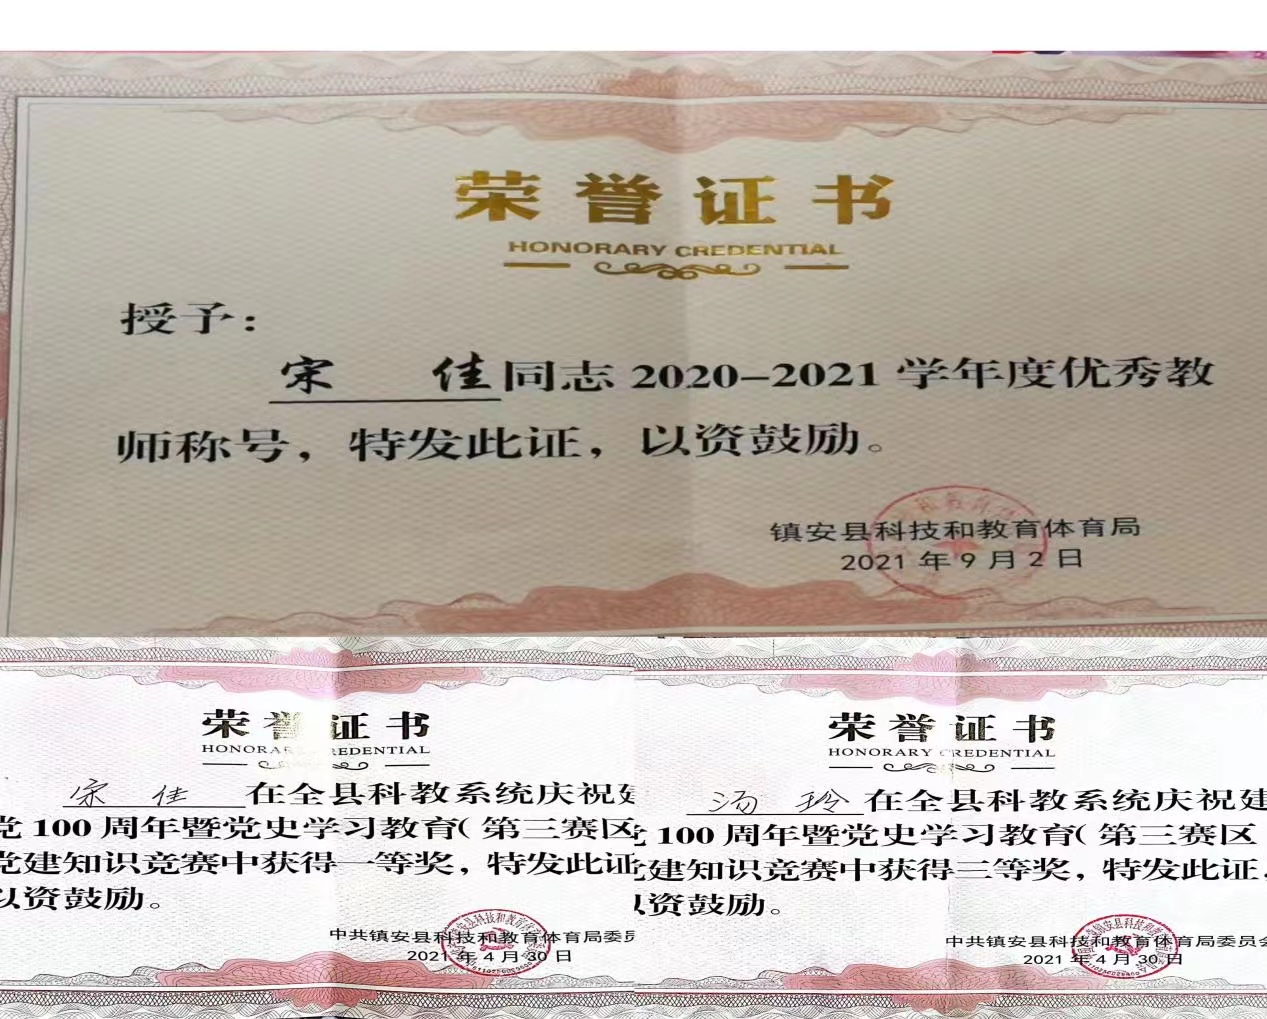 荣誉证书
HONORARY CREDENTIAL
授予：
宋 佳同志 2020-2021 学年度优秀教
师称号，特发此证，以资鼓励。
镇安县科技和教育体育局
2021 年 9 月 2 日
荣誉证书
宋 佳 在全县科教系统庆祝建
党 100 周年暨党史学习教育（第三赛区
党建知识竞赛中获得一等奖，特发此证
以资鼓励。
中共镇安县科技和教育体育局委员
2021 年 4 月 30 日
荣誉证书
HONORARY CREDENTIAL
汤 玲 在全县科教系统庆祝建
100 周年暨党史学习教育（第三赛区
建知识竞赛中获得三等奖，特发此证，
资鼓励。
中共镇安县科技和教育体育局委员会
2021 年 4 月 30 日